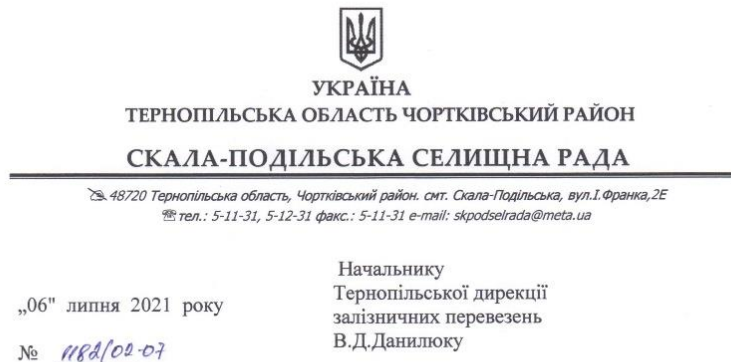 УКРАЇНА
ТЕРНОПІЛЬСЬКА ОБЛАСТЬ ЧОРТКІВСЬКИЙ РАЙОН
СКАЛА-ПОДІЛЬСЬКА СЕЛИЩНА РАДА
48720 Тернопільська область, Чортківський район. смт. Скала-Подільська, вул.І.Франка,2Е
тел.: 5-11-31, 5-12-31 факс.: 5-11-31 e-mail: skpodselrada@meta.ua
„06" липня 2021 року
№ 1182/02-07
Начальнику
Тернопільської дирекції
залізничних перевезень
В.Д.Данилюку